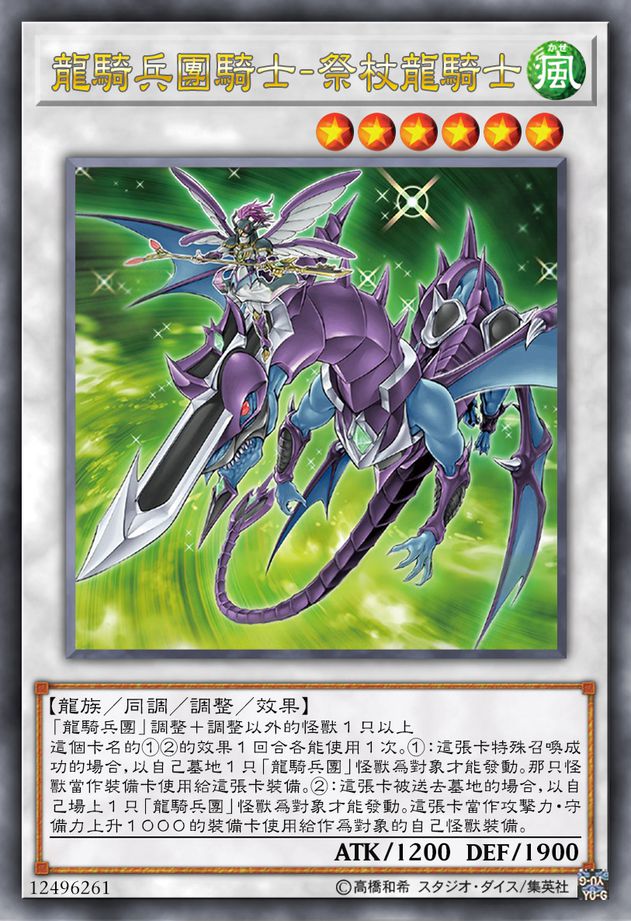 龍騎兵團騎士-祭杖龍騎士
かぜ
風
【龍族／同調／調整／效果】
「龍騎兵團」調整＋調整以外的怪獸１只以上
這個卡名的①②的效果１回合各能使用１次。①：這張卡特殊召喚成
功的場合，以自己墓地１只「龍騎兵團」怪獸爲對象才能發動。那只怪
獸當作裝備卡使用給這張卡裝備。②：這張卡被送去墓地的場合，以自
己場上１只「龍騎兵團」怪獸爲對象才能發動。這張卡當作攻擊力·守
備力上升１０００的裝備卡使用給作爲對象的自己怪獸裝備。
ATK/1200 DEF/1900
12496261
©高橋和希 スタジオ・ダイス/集英社